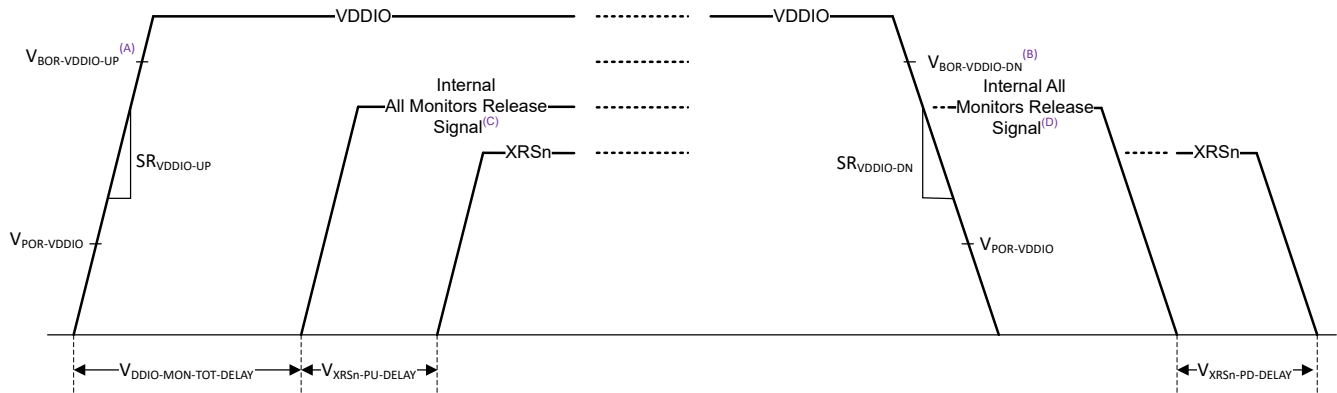 VDDIO
VDDIO
VBOR-VDDIO-UP(A)
VBOR-VDDIO-DN(B)
Internal
All Monitors Release
Signal(C)
Internal All
Monitors Release
Signal(D)
XRSn
XRSn
SRVDDIO-UP
SRVDDIO-DN
VPOR-VDDIO
VPOR-VDDIO
VDDIO-MON-TOT-DELAY
VXRSn-PU-DELAY
VXRSn-PD-DELAY